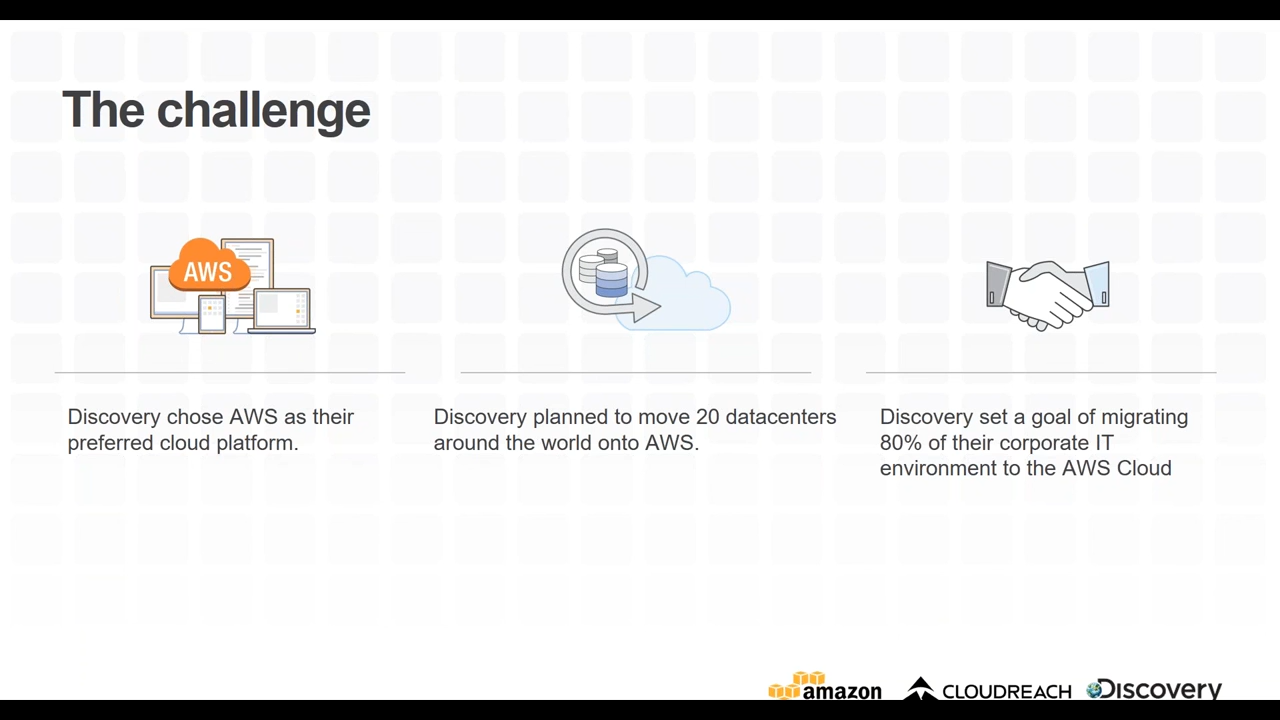 The challenge
AWS
Discovery chose AWS as their
preferred cloud platform.
Discovery planned to move 20 datacenters
around the world onto AWS.
Discovery set a goal of migrating
80% of their corporate IT
environment to the AWS Cloud
amazon
CLOUDREACH
Discovery